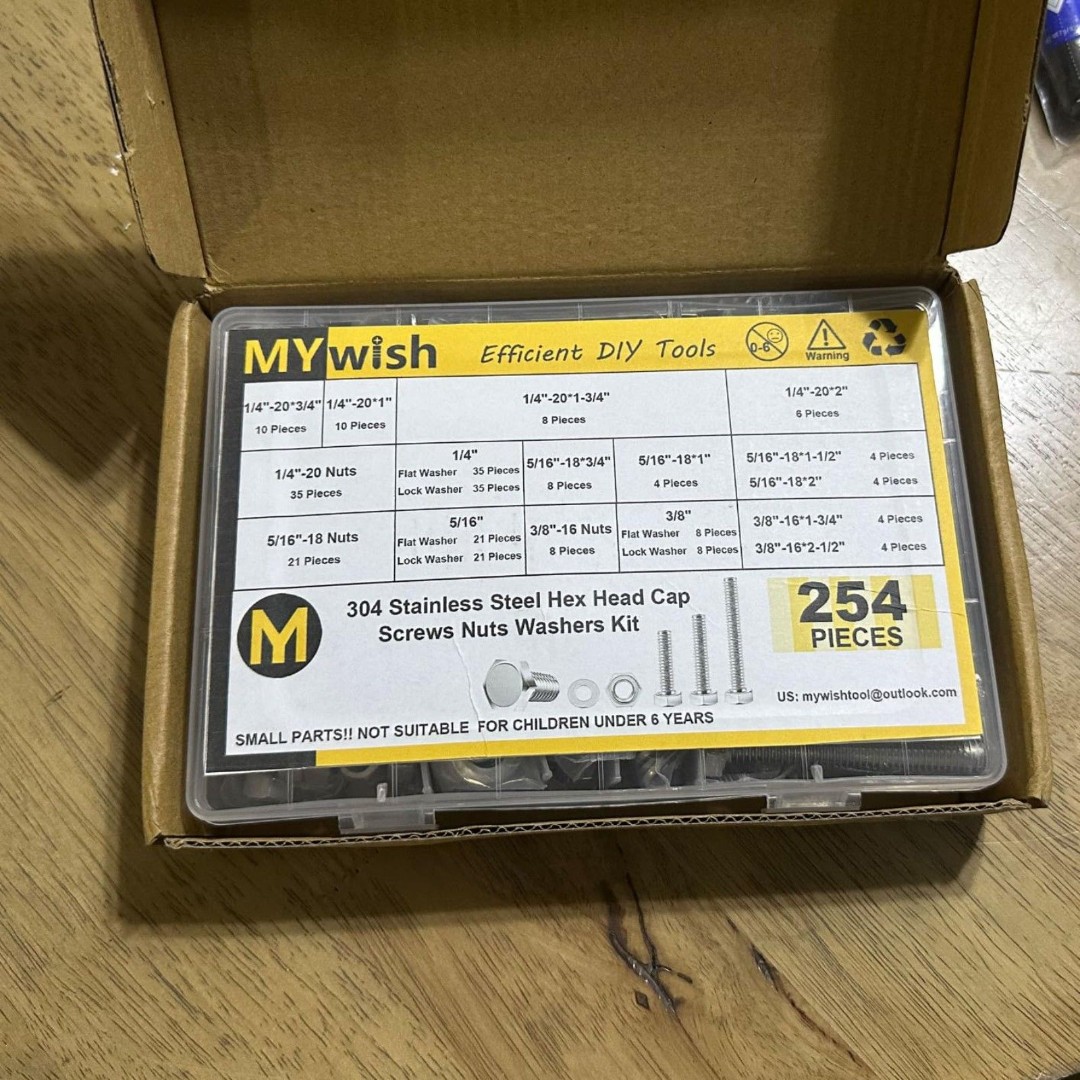 MYwish Efficient DIY Tools 0-6 Warning
1/4"-20*3/4" 1/4"-20*1" 1/4"-20*1-3/4" 1/4"-20*2"
10 Pieces 10 Pieces 8 Pieces 6 Pieces
1/4"-20 Nuts
35 Pieces
1/4"
Flat Washer 35 Pieces
Lock Washer 35 Pieces
5/16"-18*3/4"
8 Pieces
5/16"-18*1"
4 Pieces
5/16"-18*1-1/2" 4 Pieces
5/16"-18*2" 4 Pieces
5/16"-18 Nuts
21 Pieces
5/16"
Flat Washer 21 Pieces
Lock Washer 21 Pieces
3/8"-16 Nuts
8 Pieces
3/8"
Flat Washer 8 Pieces
Lock Washer 8 Pieces
3/8"-16*1-3/4" 4 Pieces
3/8"-16*2-1/2" 4 Pieces
M
304 Stainless Steel Hex Head Cap
Screws Nuts Washers Kit
254
PIECES
US: mywishtool@outlook.com
SMALL PARTS!! NOT SUITABLE FOR CHILDREN UNDER 6 YEARS